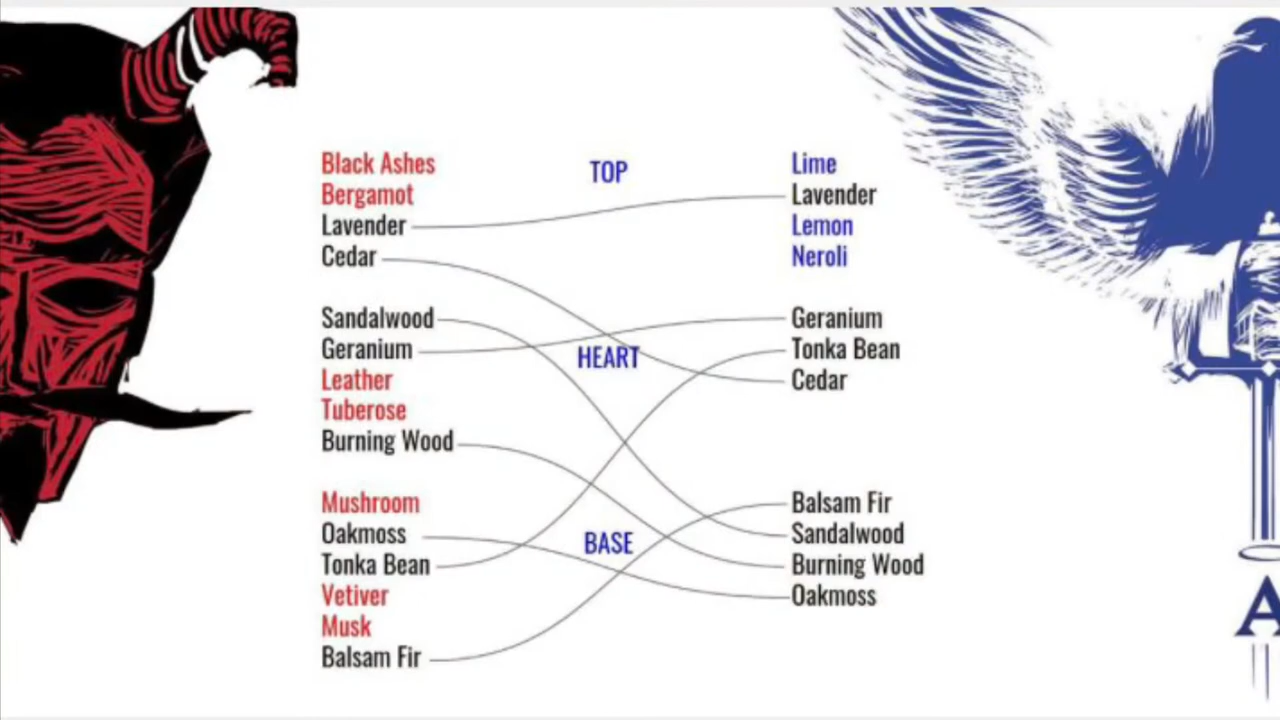 Black Ashes
Bergamot
Lavender
Cedar
Sandalwood
Geranium
Leather
Tuberose
Burning Wood
Mushroom
Oakmoss
Tonka Bean
Vetiver
Musk
Balsam Fir
TOP
HEART
BASE
Lime
Lavender
Lemon
Neroli
Geranium
Tonka Bean
Cedar
Balsam Fir
Sandalwood
Burning Wood
Oakmoss
A